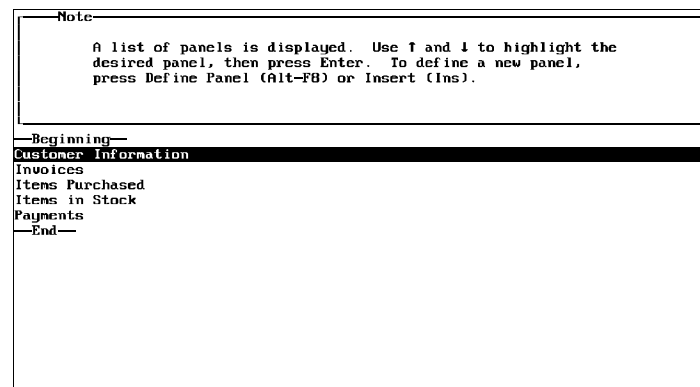 Note
A list of panels is displayed. Use ↑ and ↓ to highlight the
desired panel, then press Enter. To define a new panel,
press Define Panel (Alt-F8) or Insert (Ins).
Beginning
Customer Information
Invoices
Items Purchased
Items in Stock
Payments
End